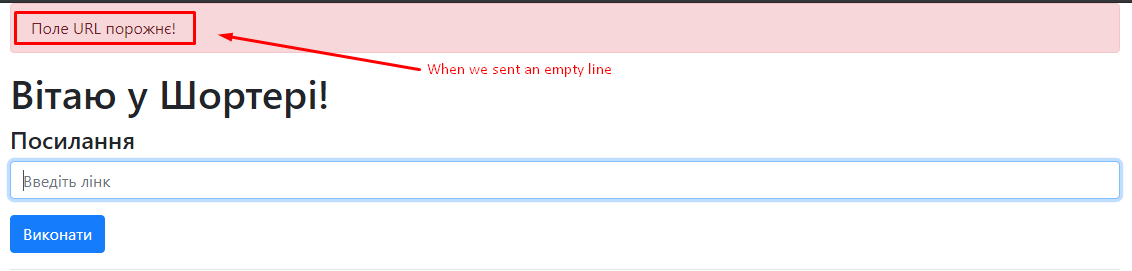 Поле URL порожнє!
When we sent an empty line
Вітаю у Шортері!
Посилання
Введіть лінк
Виконати